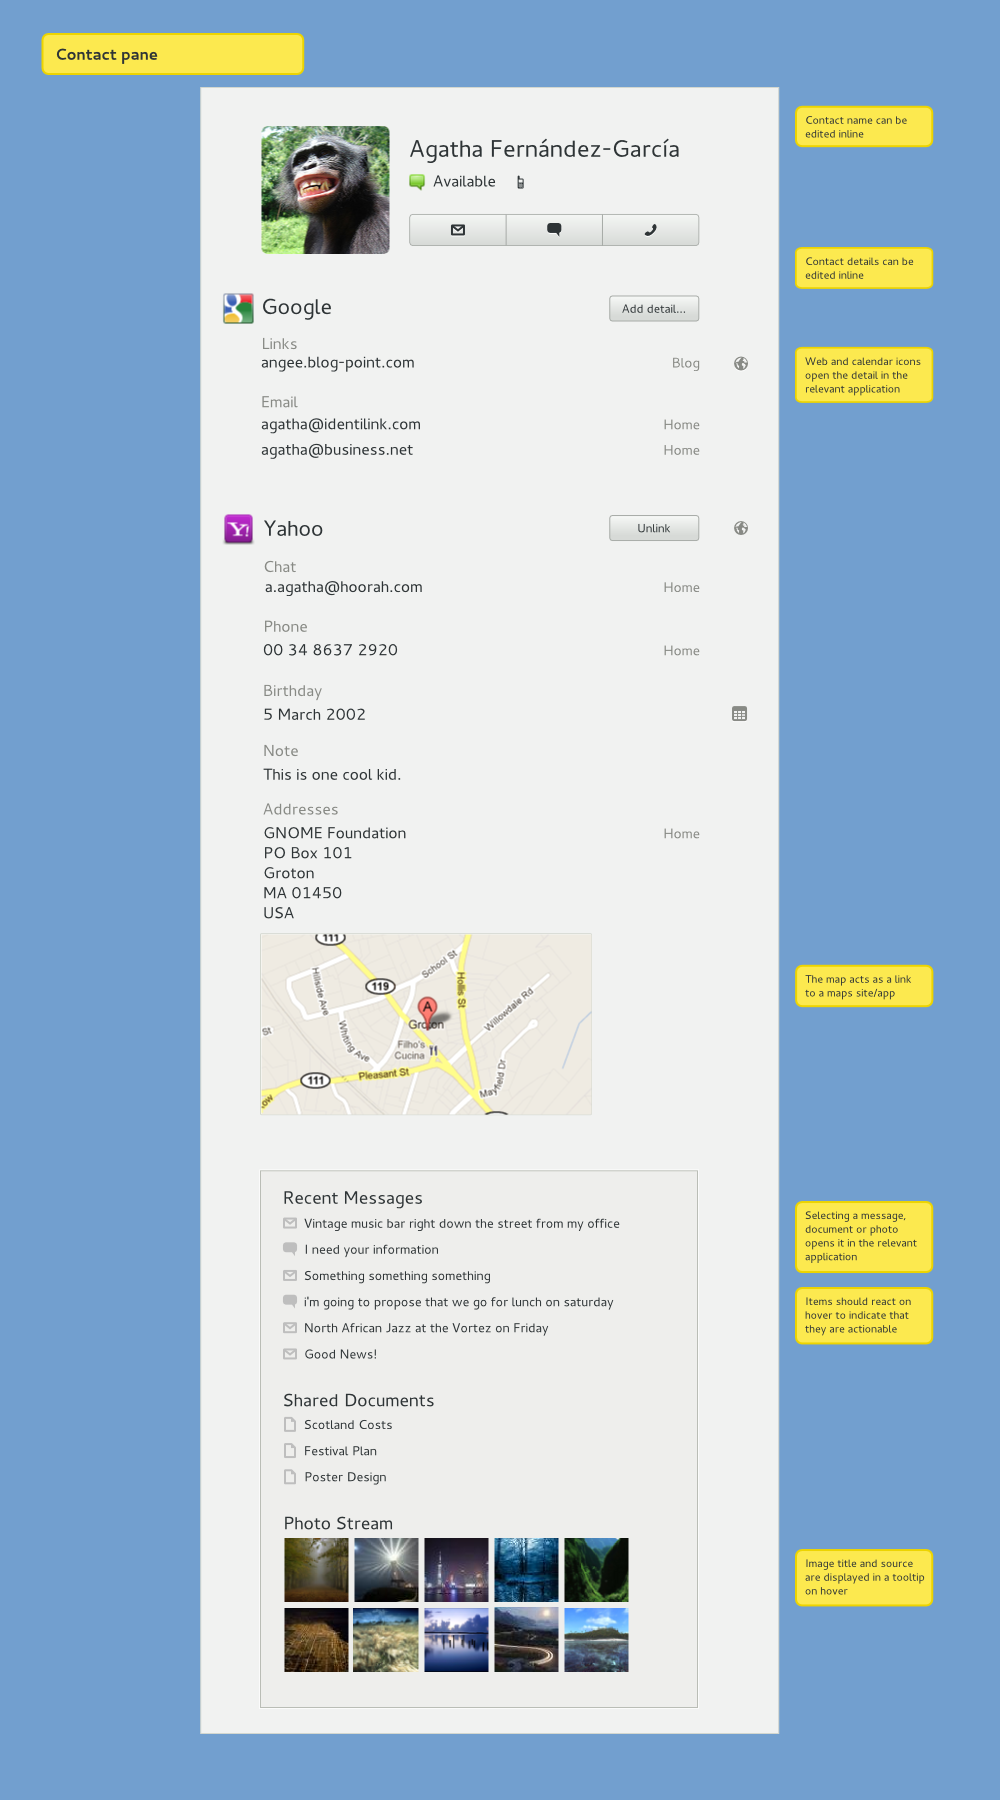 Contact pane
Agatha Fernández-García
Available
Contact name can be
edited inline
Contact details can be
edited inline
Google
Add detail...
Links
angee.blog-point.com
Blog
Web and calendar icons
open the detail in the
relevant application
Email
agatha@identilink.com
Home
agatha@business.net
Home
Y!
Yahoo
Unlink
Chat
a.agatha@hoorah.com
Home
Phone
00 34 8637 2920
Home
Birthday
5 March 2002
Note
This is one cool kid.
Addresses
GNOME Foundation
Home
PO Box 101
Groton
MA 01450
USA
111
School St
Hillside Ave
119
Hollis St
A
Groton
Willowdale Rd
St
Whiting Ave
Filho's
Cucina
Pleasant St
111
Mayfield Dr
ow
The map acts as a link
to a maps site/app
Recent Messages
Vintage music bar right down the street from my office
I need your information
Something something something
i'm going to propose that we go for lunch on saturday
North African Jazz at the Vortez on Friday
Good News!
Selecting a message,
document or photo
opens it in the relevant
application
Items should react on
hover to indicate that
they are actionable
Shared Documents
Scotland Costs
Festival Plan
Poster Design
Photo Stream
Image title and source
are displayed in a tooltip
on hover